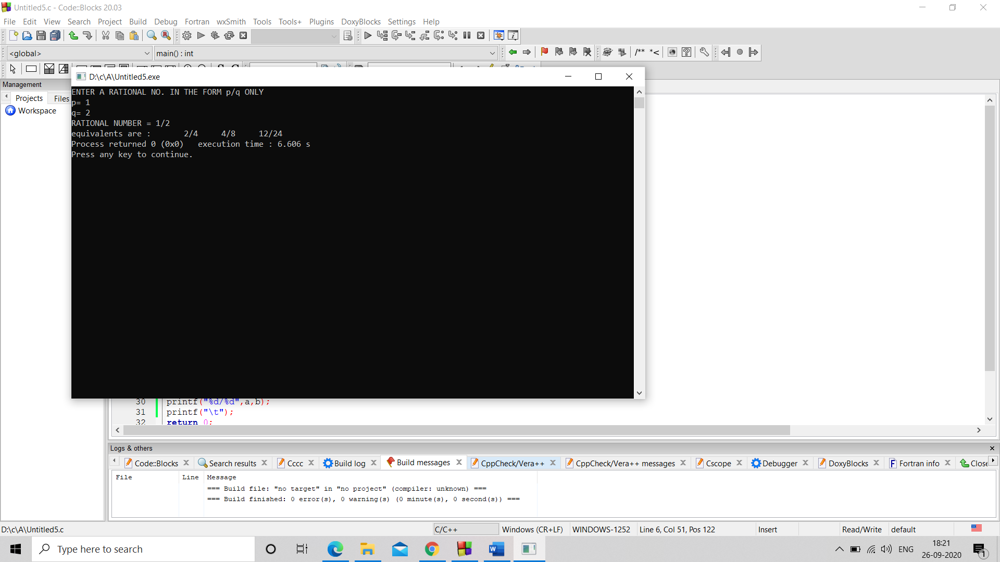 Untitled5.c - Code::Blocks 20.03
File Edit View Search Project Build Debug Fortran wxSmith Tools Tools+ Plugins DoxyBlocks Settings Help
<global> main() : int
/** *<
Management
Projects Files
Workspace
D:\c\A\Untitled5.exe
ENTER A RATIONAL NO. IN THE FORM p/q ONLY
p= 1
q= 2
RATIONAL NUMBER = 1/2
equivalents are : 2/4 4/8 12/24
Process returned 0 (0x0) execution time : 6.606 s
Press any key to continue.
30 printf("%d/%d",a,b);
31 printf("\t");
32 return 0;
Logs & others
Code::Blocks Search results Cccc Build log Build messages CppCheck/Vera++ CppCheck/Vera++ messages Cscope Debugger DoxyBlocks Fortran info Close
File Line Message
=== Build file: "no target" in "no project" (compiler: unknown) ===
=== Build finished: 0 error(s), 0 warning(s) (0 minute(s), 0 second(s)) ===
D:\c\A\Untitled5.c C/C++ Windows (CR+LF) WINDOWS-1252 Line 6, Col 51, Pos 122 Insert Read/Write default
Type here to search
ENG
18:21
26-09-2020
1